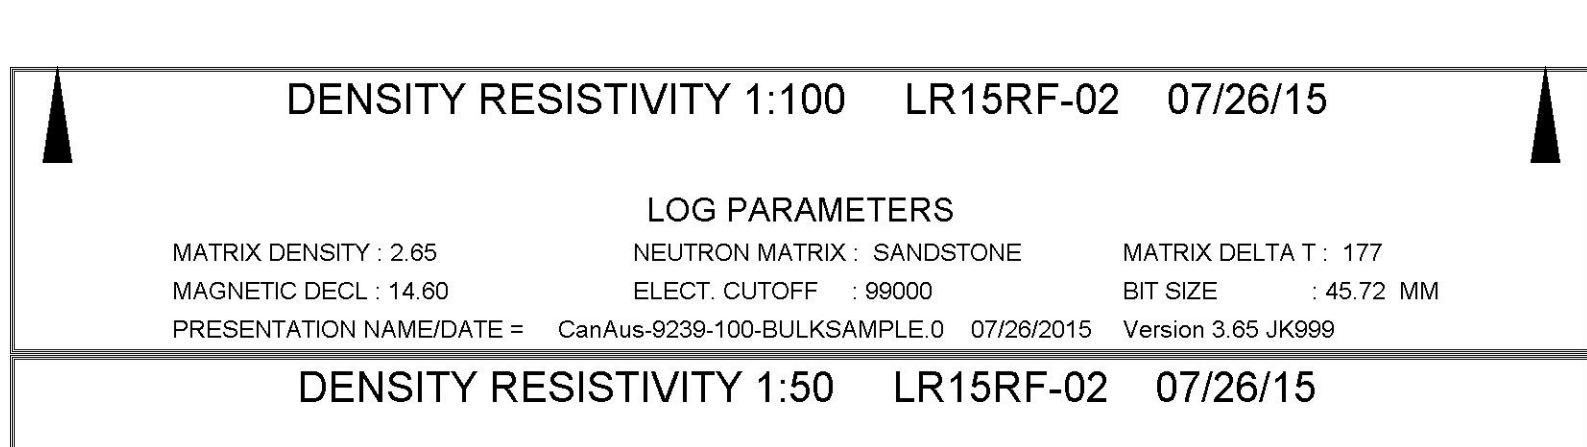 DENSITY RESISTIVITY 1:100 LR15RF-02 07/26/15
LOG PARAMETERS
MATRIX DENSITY : 2.65 NEUTRON MATRIX : SANDSTONE MATRIX DELTA T : 177
MAGNETIC DECL : 14.60 ELECT. CUTOFF : 99000 BIT SIZE : 45.72 MM
PRESENTATION NAME/DATE = CanAus-9239-100-BULKSAMPLE.0 07/26/2015 Version 3.65 JK999
DENSITY RESISTIVITY 1:50 LR15RF-02 07/26/15